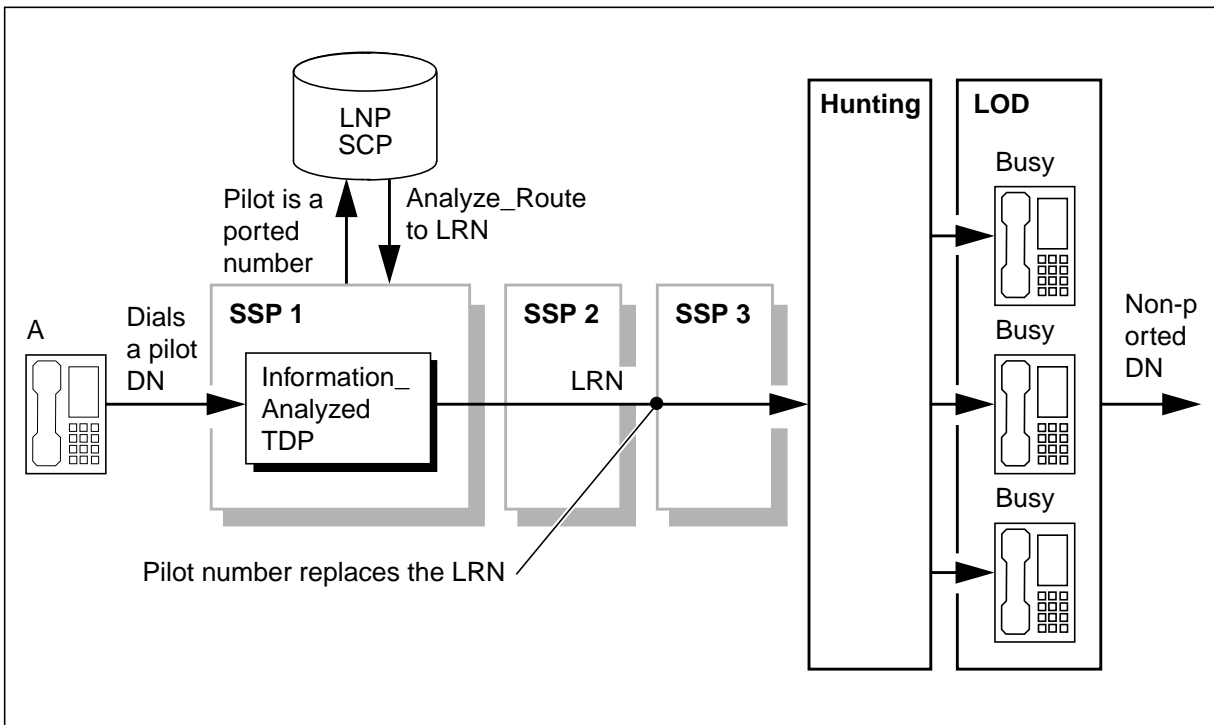 LNP
SCP
Pilot is a
ported
number
Analyze_Route
to LRN
A
Dials
a pilot
DN
SSP 1
Information_
Analyzed
TDP
SSP 2
LRN
SSP 3
Pilot number replaces the LRN
Hunting
LOD
Busy
Busy
Busy
Non-p
orted
DN